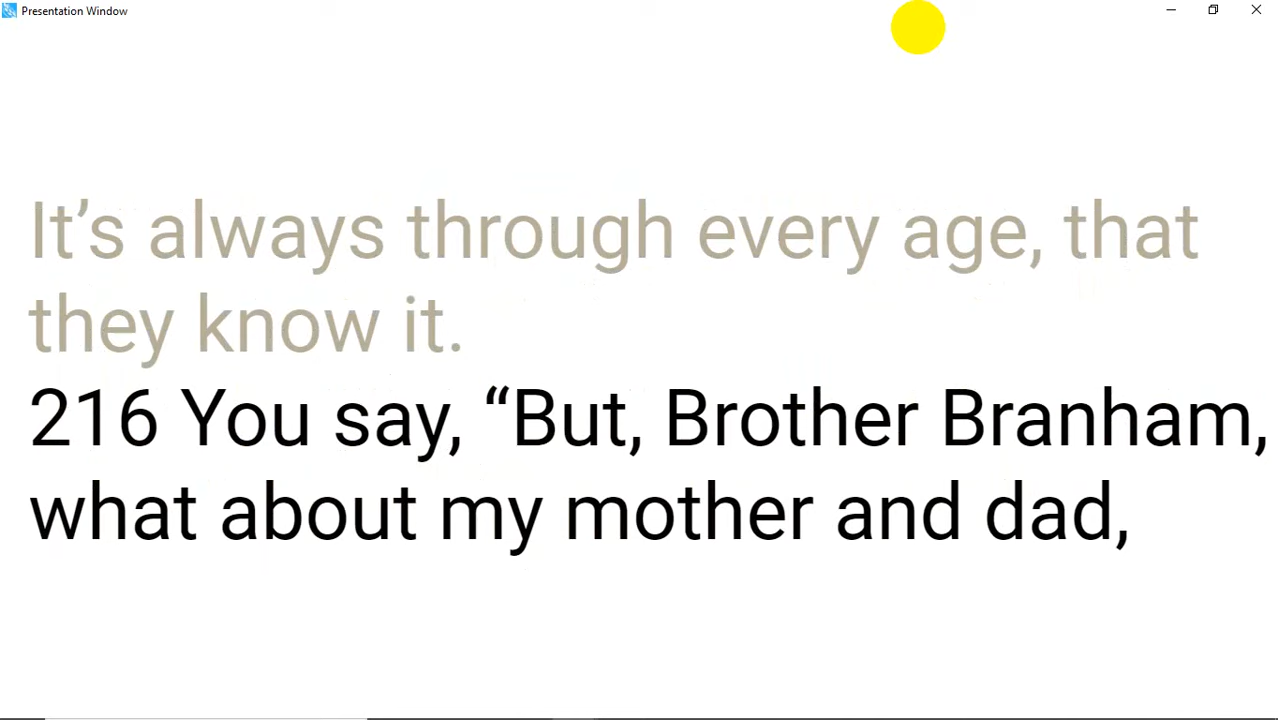 Presentation Window
It’s always through every age, that
they know it.
216 You say, “But, Brother Branham,
what about my mother and dad,